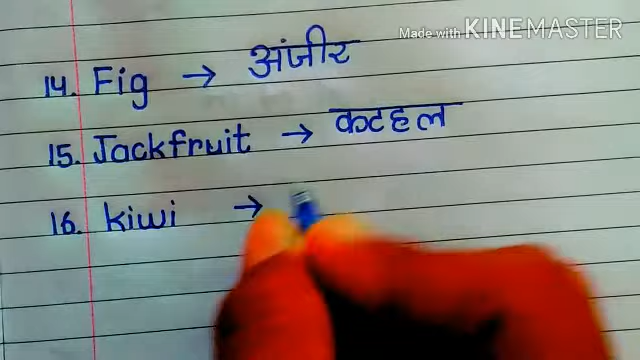 Made with KINEMASTER
14. Fig → अंजीर
15. Jackfruit → कटहल
16. kiwi →